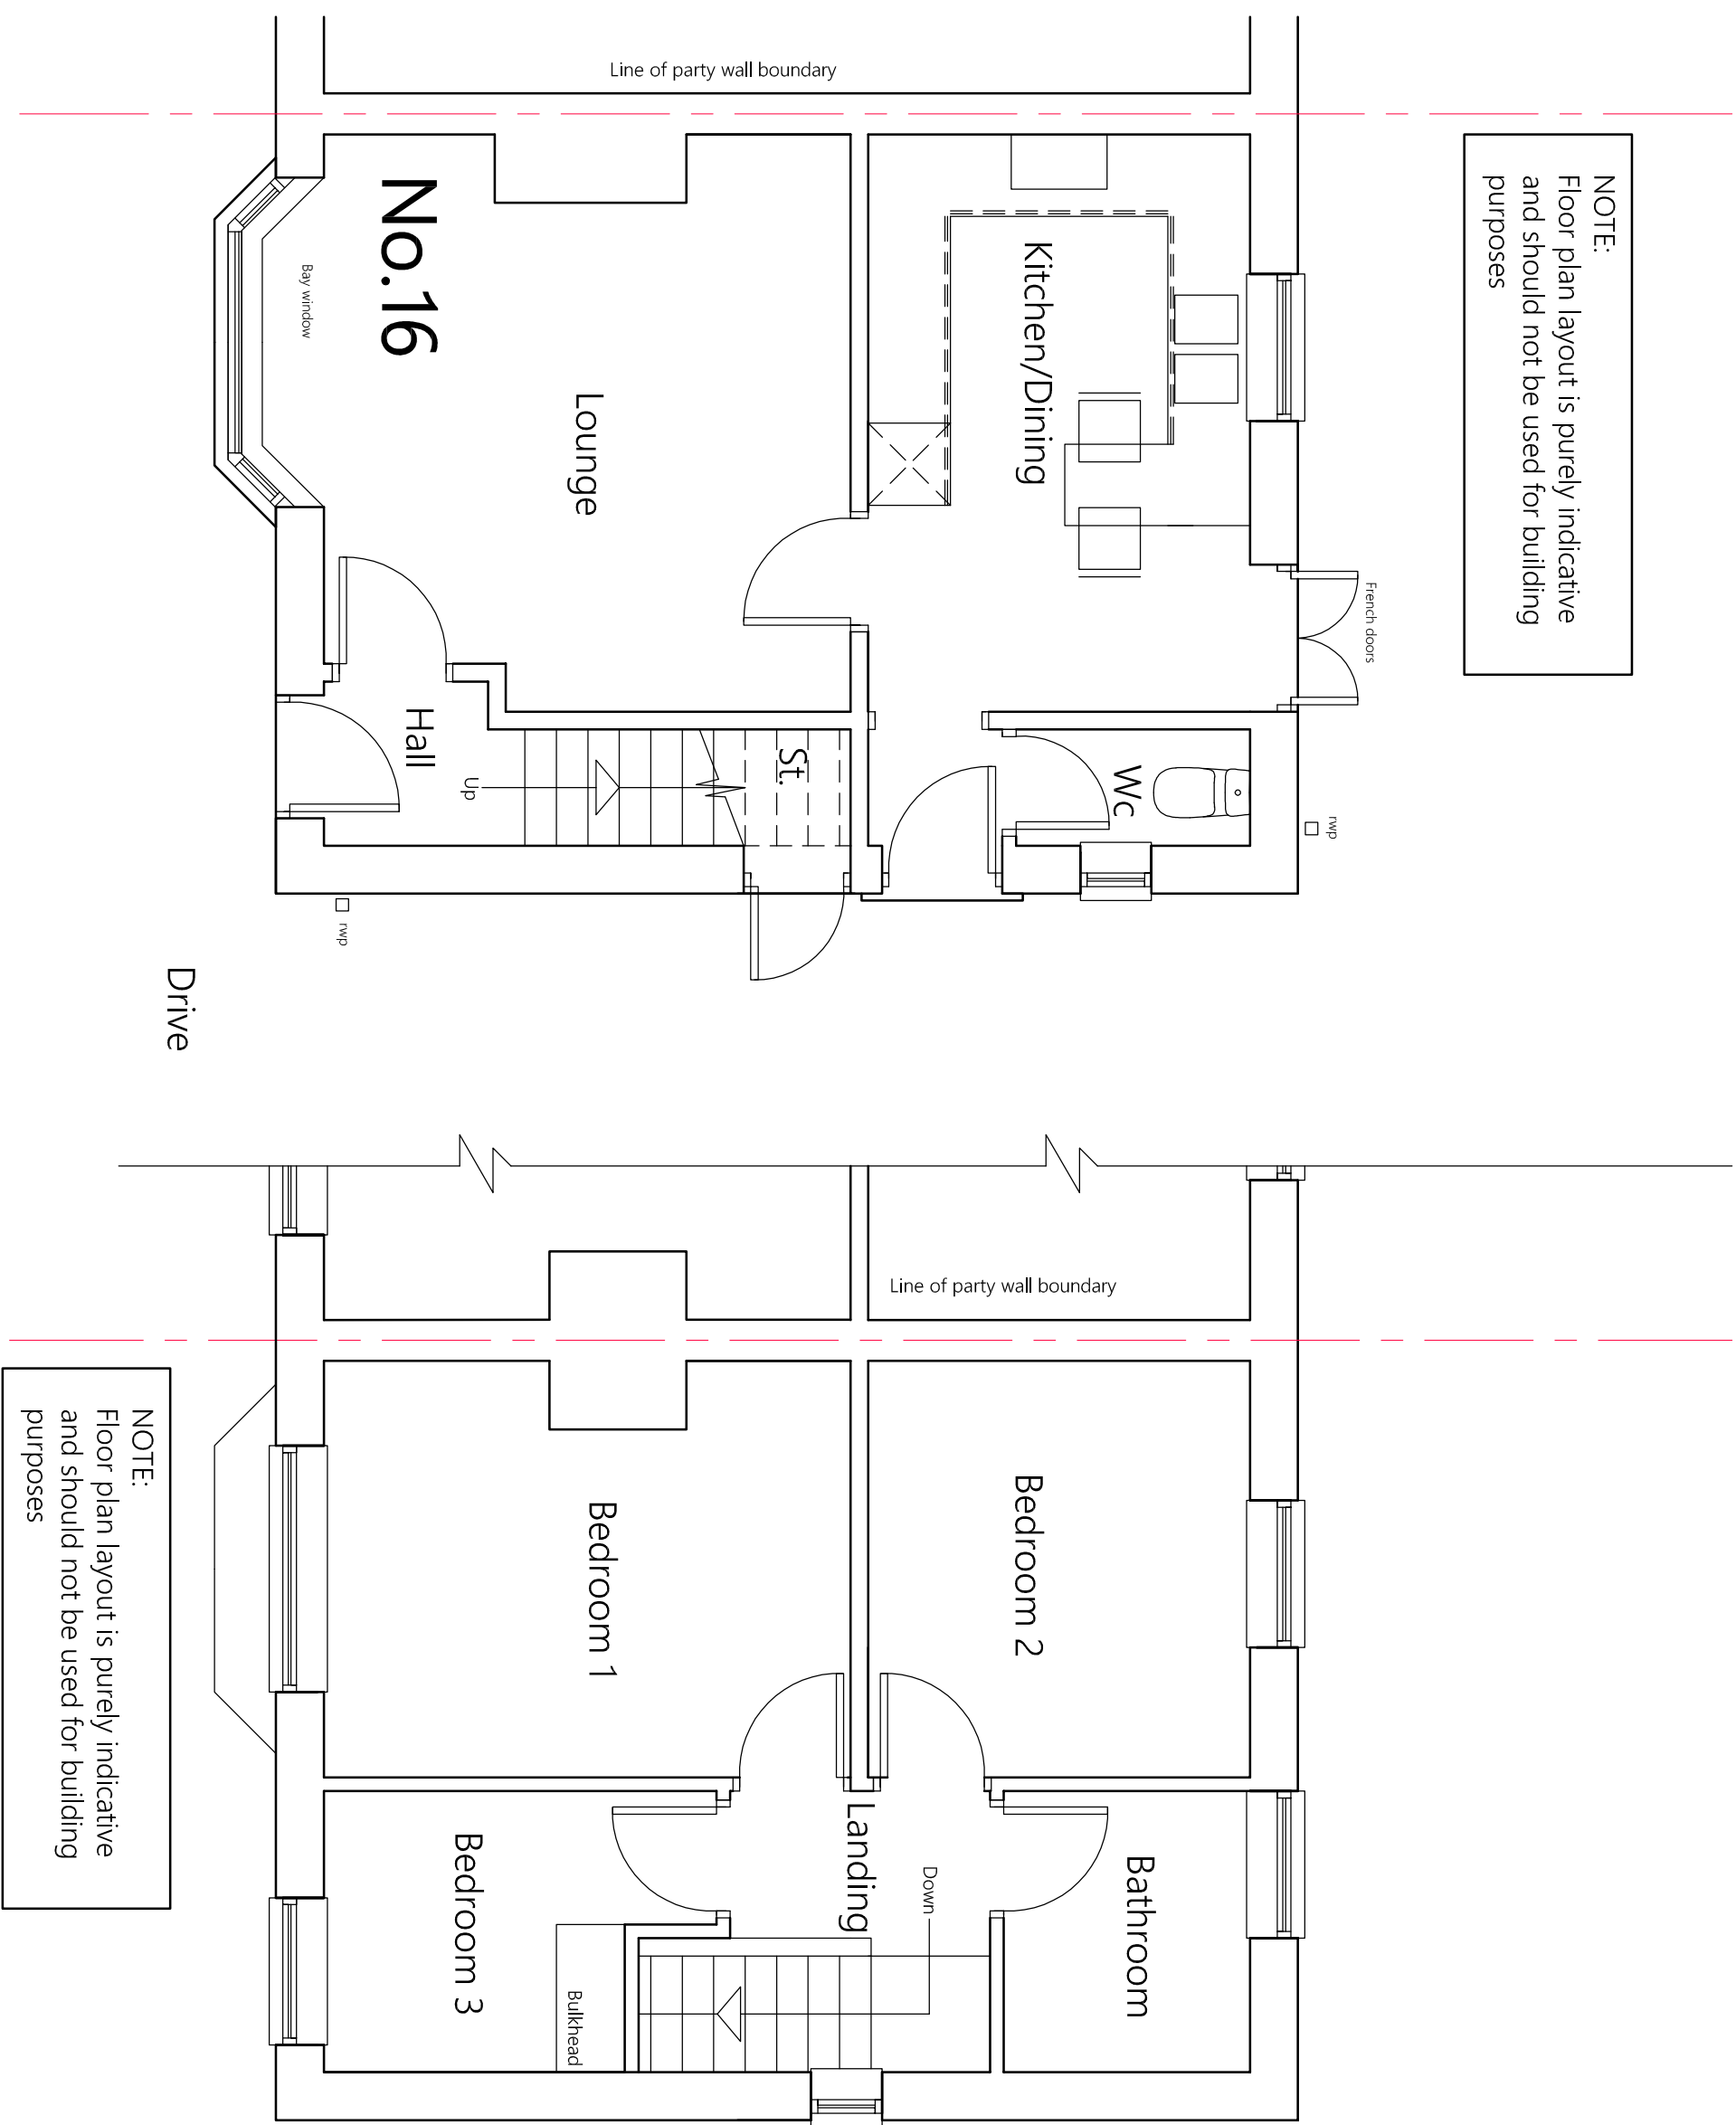 Line of party wall boundary
NOTE:
Floor plan layout is purely indicative
and should not be used for building
purposes
Kitchen/Dining
French doors
No.16
Bay window
Lounge
Hall
Up
St.
Wc
rwp
rwp
Drive
Line of party wall boundary
Bedroom 2
Bedroom 1
Landing
Down
Bathroom
Bedroom 3
Bulkhead
NOTE:
Floor plan layout is purely indicative
and should not be used for building
purposes